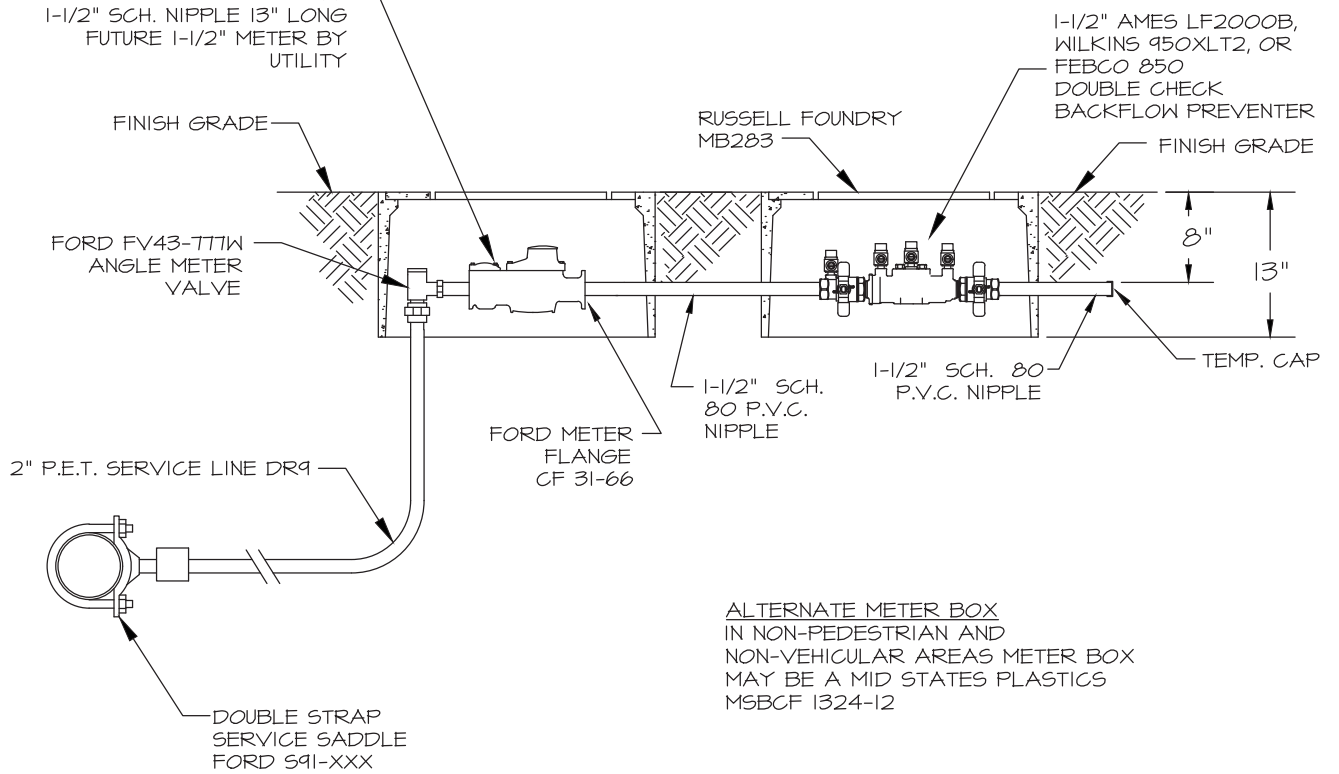 1-1/2" SCH. NIPPLE 13" LONG
FUTURE 1-1/2" METER BY
UTILITY
1-1/2" AMES LF2000B,
WILKINS 950XLT2, OR
FEBCO 850
DOUBLE CHECK
BACKFLOW PREVENTER
FINISH GRADE
RUSSELL FOUNDRY
MB283
FINISH GRADE
FORD FV43-777W
ANGLE METER
VALVE
8"
13"
TEMP. CAP
1-1/2" SCH. 80
P.V.C. NIPPLE
1-1/2" SCH.
80 P.V.C.
NIPPLE
FORD METER
FLANGE
CF 31-66
2" P.E.T. SERVICE LINE DR9
ALTERNATE METER BOX
IN NON-PEDESTRIAN AND
NON-VEHICULAR AREAS METER BOX
MAY BE A MID STATES PLASTICS
MSBCF 1324-12
DOUBLE STRAP
SERVICE SADDLE
FORD S91-XXX